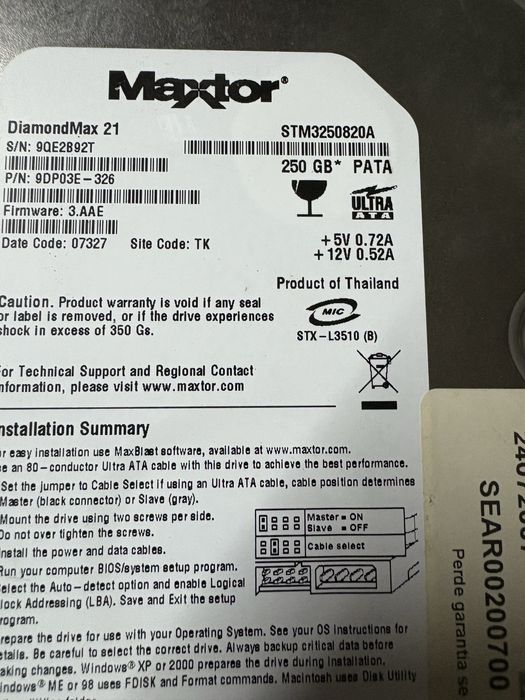 Maxtor®
DiamondMax 21
S/N: 9QE2B92T
P/N: 9DP03E-326
Firmware: 3.AAE
Date Code: 07327 Site Code: TK
STM3250820A
250 GB* PATA
ULTRA
ATA
+5V 0.72A
+12V 0.52A
Product of Thailand
MIC
STX-L3510 (B)
Caution. Product warranty is void if any seal
or label is removed, or if the drive experiences
shock in excess of 350 Gs.
For Technical Support and Regional Contact
information, please visit www.maxtor.com
nstallation Summary
r easy installation use MaxBlast software, available at www.maxtor.com.
e an 80-conductor Ultra ATA cable with this drive to achieve the best performance.
Set the jumper to Cable Select if using an Ultra ATA cable, cable position determines
Master (black connector) or Slave (gray).
Mount the drive using two screws per side.
Do not over tighten the screws.
nstall the power and data cables.
Run your computer BIOS/system setup program.
elect the Auto-detect option and enable Logical
lock Addressing (LBA). Save and Exit the setup
rogram.
Master = ON
Slave = OFF
Cable select
repare the drive for use with your Operating System. See your OS Instructions for
etails. Be careful to select the correct drive. Always backup critical data before
aking changes. Windows® XP or 2000 prepares the drive during installation.
indows® ME or 98 uses FDISK and Format commands. Macintosh uses Disk Utility
SEAR00200700
Perde garantia se